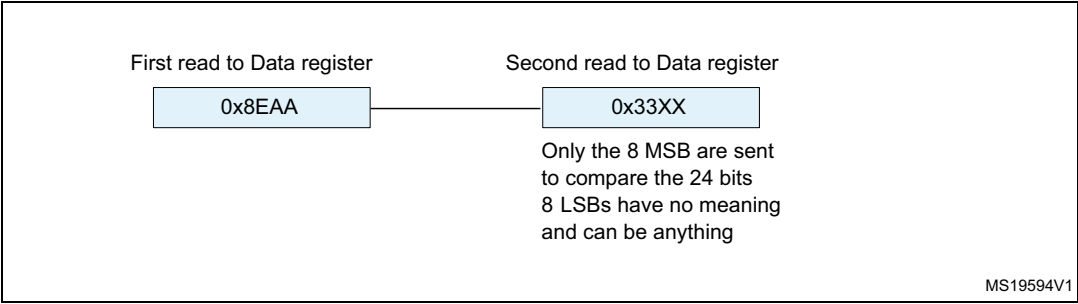 First read to Data register
Second read to Data register
0x8EAA
0x33XX
Only the 8 MSB are sent
to compare the 24 bits
8 LSBs have no meaning
and can be anything
MS19594V1